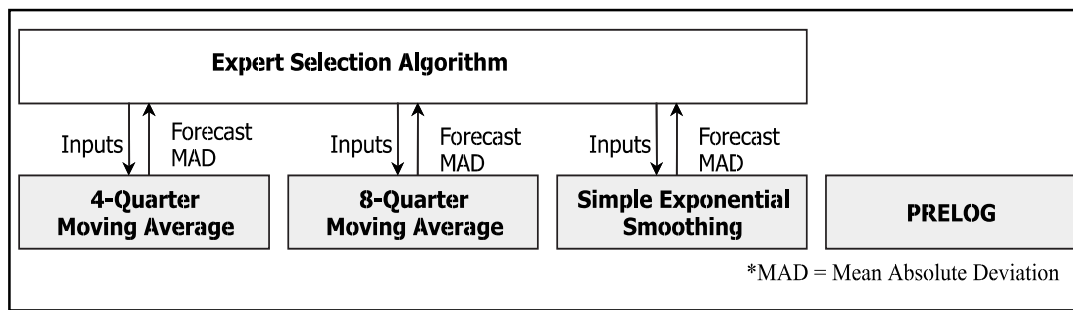 Expert Selection Algorithm
Inputs
Forecast
MAD
Inputs
Forecast
MAD
Inputs
Forecast
MAD
4-Quarter
Moving Average
8-Quarter
Moving Average
Simple Exponential
Smoothing
PRELOG
*MAD = Mean Absolute Deviation